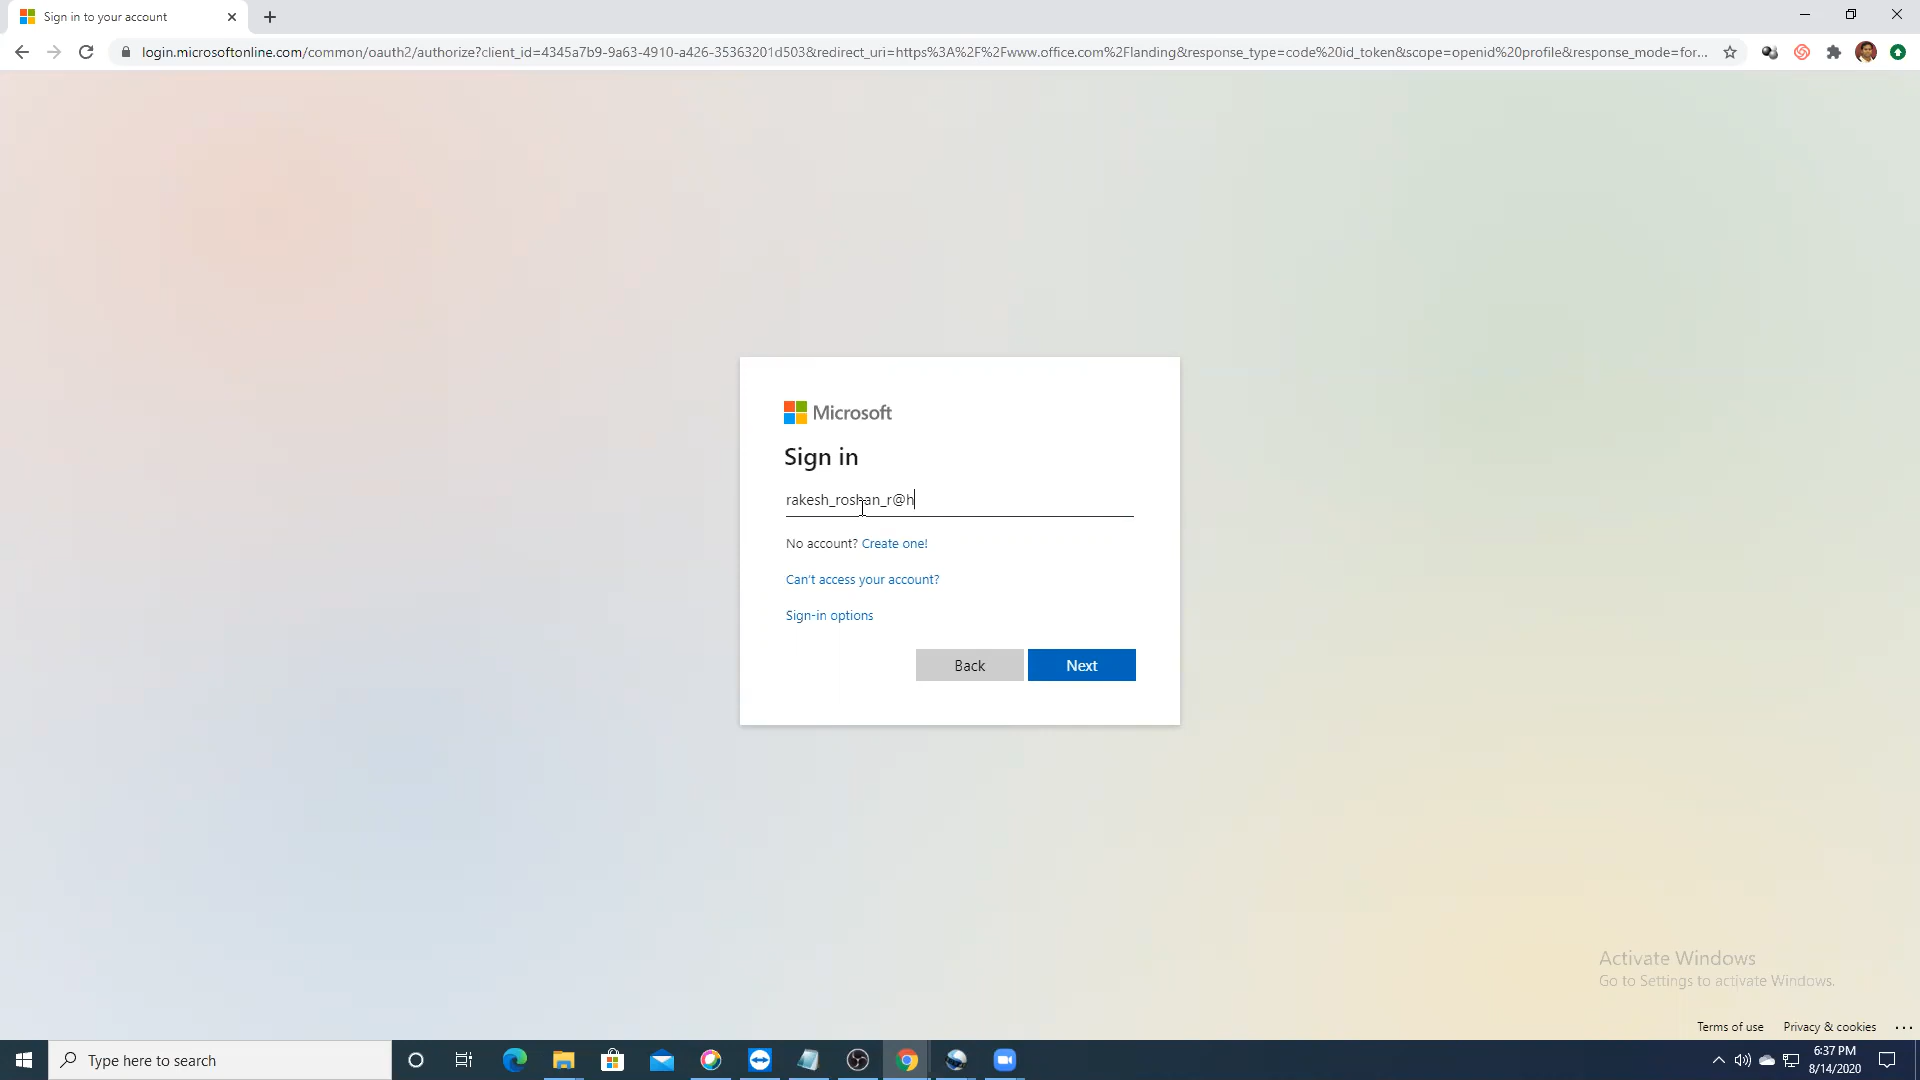 Sign in to your account
login.microsoftonline.com/common/oauth2/authorize?client_id=4345a7b9-9a63-4910-a426-35363201d503&redirect_uri=https%3A%2F%2Fwww.office.com%2Flanding&response_type=code%20id_token&scope=openid%20profile&response_mode=for...
Microsoft
Sign in
rakesh_roshan_r@h
No account? Create one!
Can't access your account?
Sign-in options
Back
Next
Activate Windows
Go to Settings to activate Windows.
Terms of use
Privacy & cookies
...
Type here to search
6:37 PM
8/14/2020